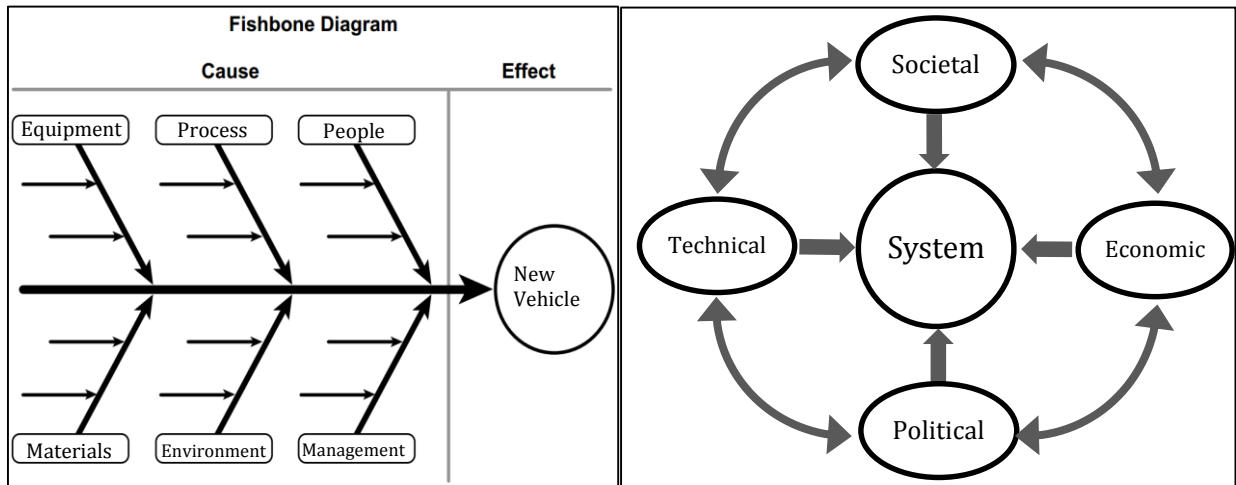 Fishbone Diagram
Cause
Effect
Equipment
Process
People
New
Vehicle
Materials
Environment
Management
Societal
Technical
System
Economic
Political